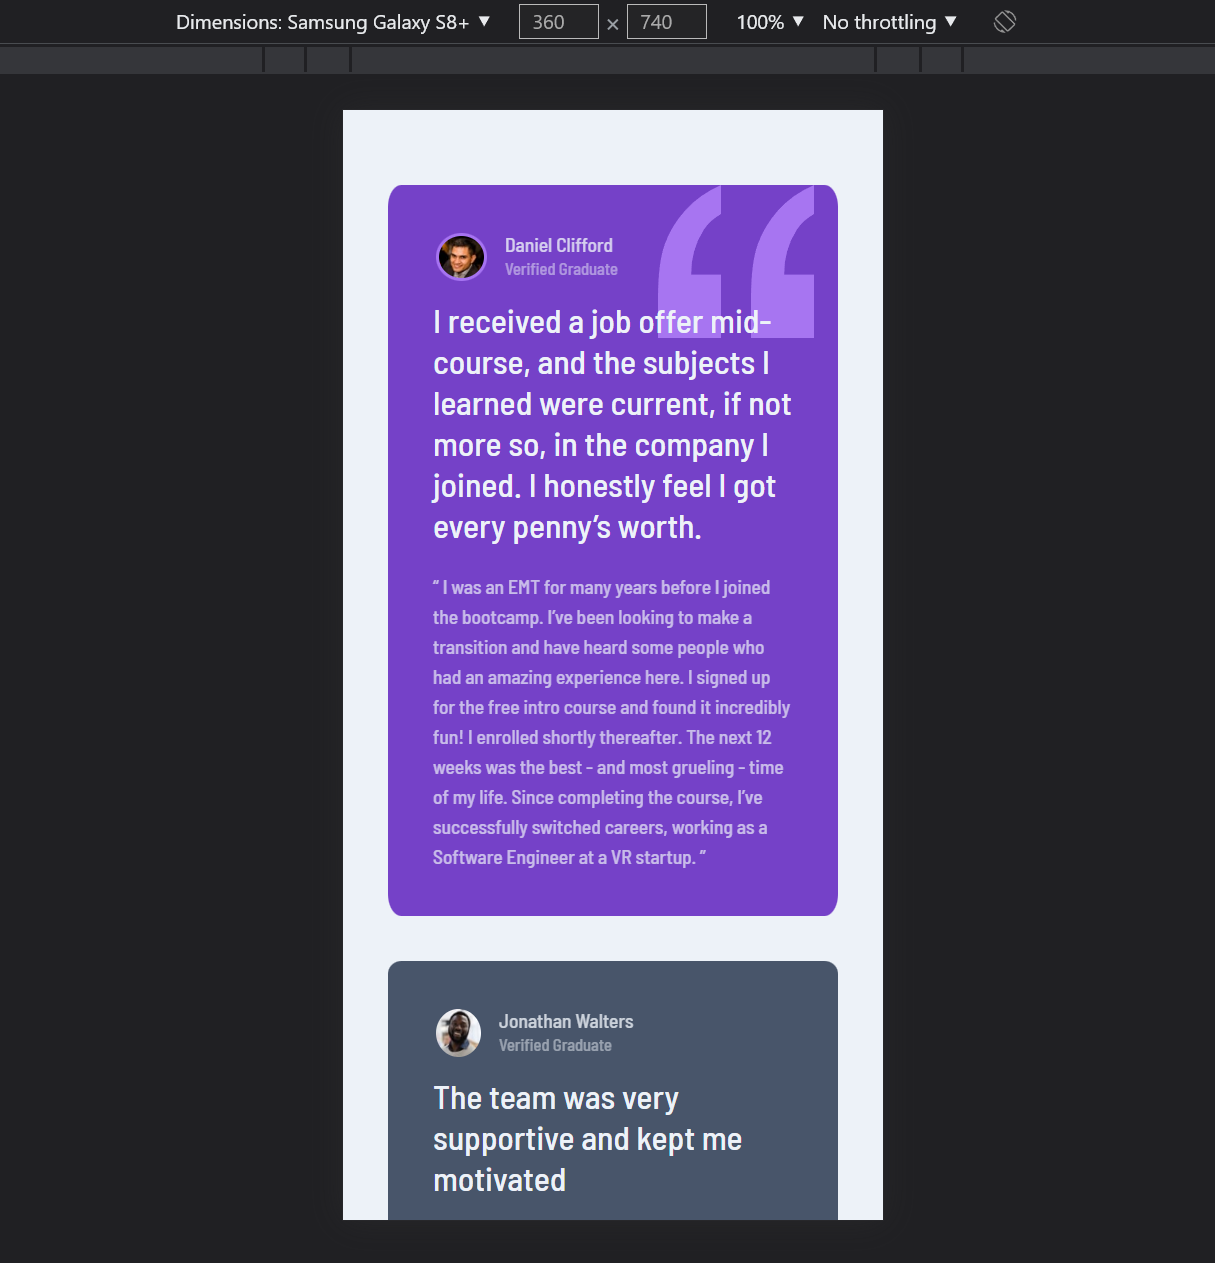 Dimensions: Samsung Galaxy S8+ ▼ 360 × 740 100% ▼ No throttling ▼
Daniel Clifford
Verified Graduate
I received a job offer mid-
course, and the subjects I
learned were current, if not
more so, in the company I
joined. I honestly feel I got
every penny’s worth.
“ I was an EMT for many years before I joined
the bootcamp. I’ve been looking to make a
transition and have heard some people who
had an amazing experience here. I signed up
for the free intro course and found it incredibly
fun! I enrolled shortly thereafter. The next 12
weeks was the best - and most grueling - time
of my life. Since completing the course, I’ve
successfully switched careers, working as a
Software Engineer at a VR startup. ”
Jonathan Walters
Verified Graduate
The team was very
supportive and kept me
motivated